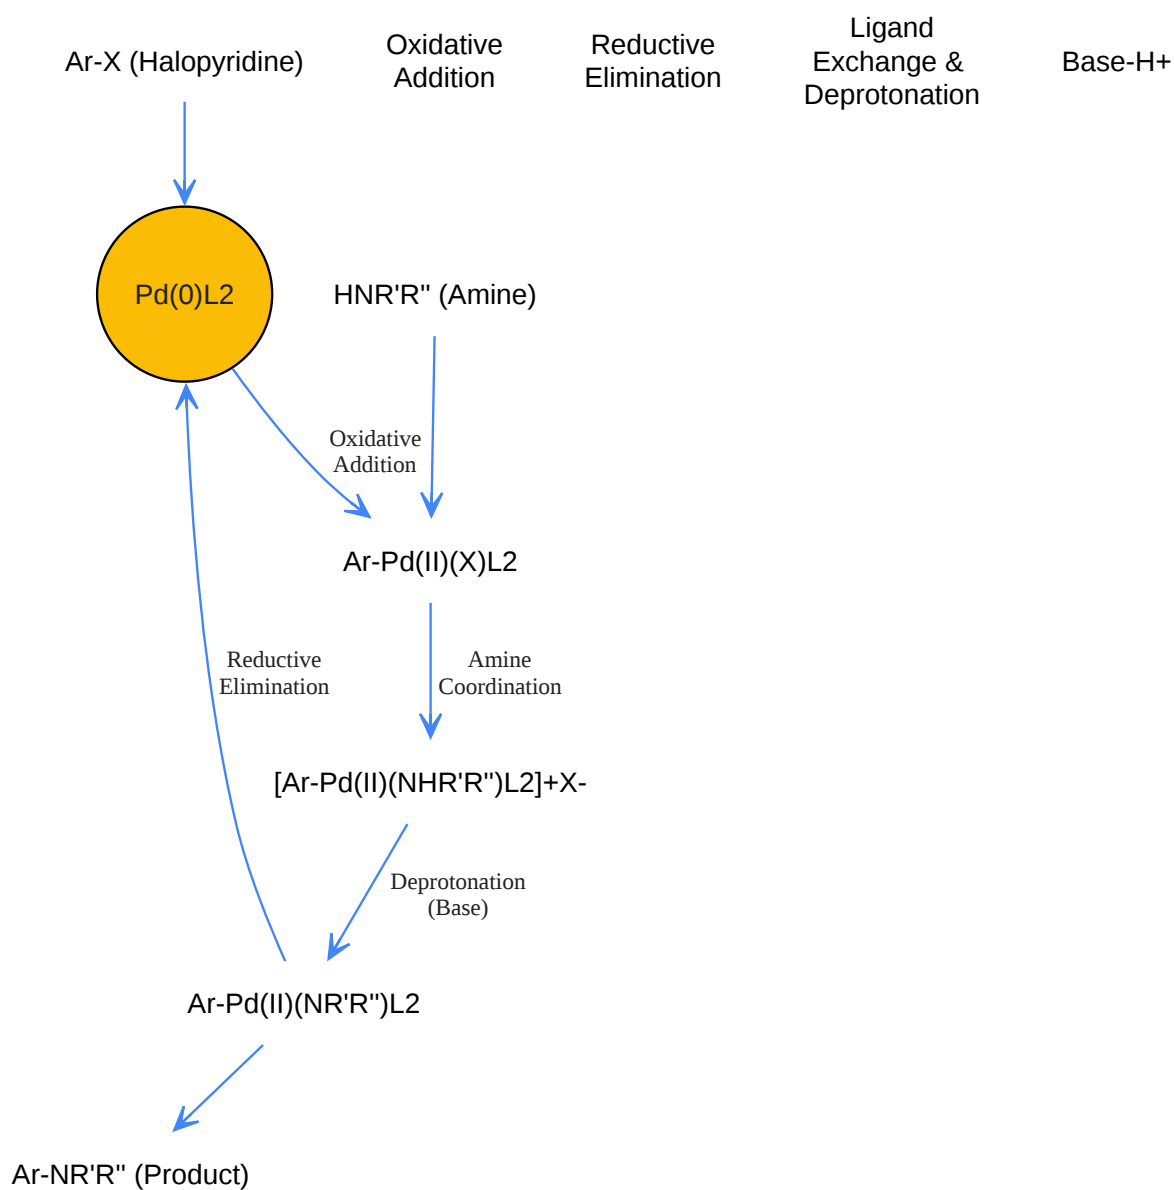 Ar-X (Halopyridine)
Oxidative
Addition
Reductive
Elimination
Ligand
Exchange &
Deprotonation
Base-H+
Pd(0)L2
HNR'R" (Amine)
Oxidative
Addition
Ar-Pd(II)(X)L2
Reductive
Elimination
Amine
Coordination
[Ar-Pd(II)(NHR'R")L2]+X-
Deprotonation
(Base)
Ar-Pd(II)(NR'R")L2
Ar-NR'R" (Product)